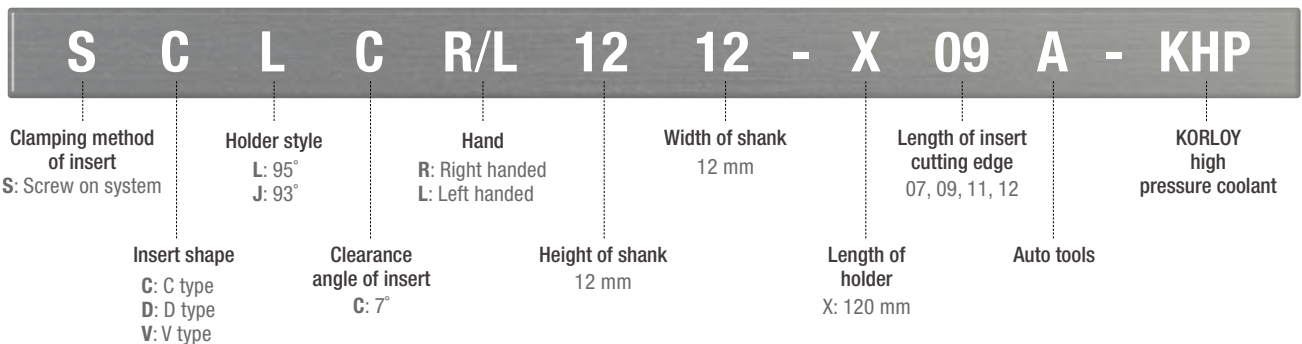 S C L C R/L 12 12 - X 09 A - KHP
Clamping method
of insert
S: Screw on system
Holder style
L: 95°
J: 93°
Hand
R: Right handed
L: Left handed
Width of shank
12 mm
Length of insert
cutting edge
07, 09, 11, 12
KORLOY
high
pressure coolant
Insert shape
C: C type
D: D type
V: V type
Clearance
angle of insert
C: 7°
Height of shank
12 mm
Length of
holder
X: 120 mm
Auto tools